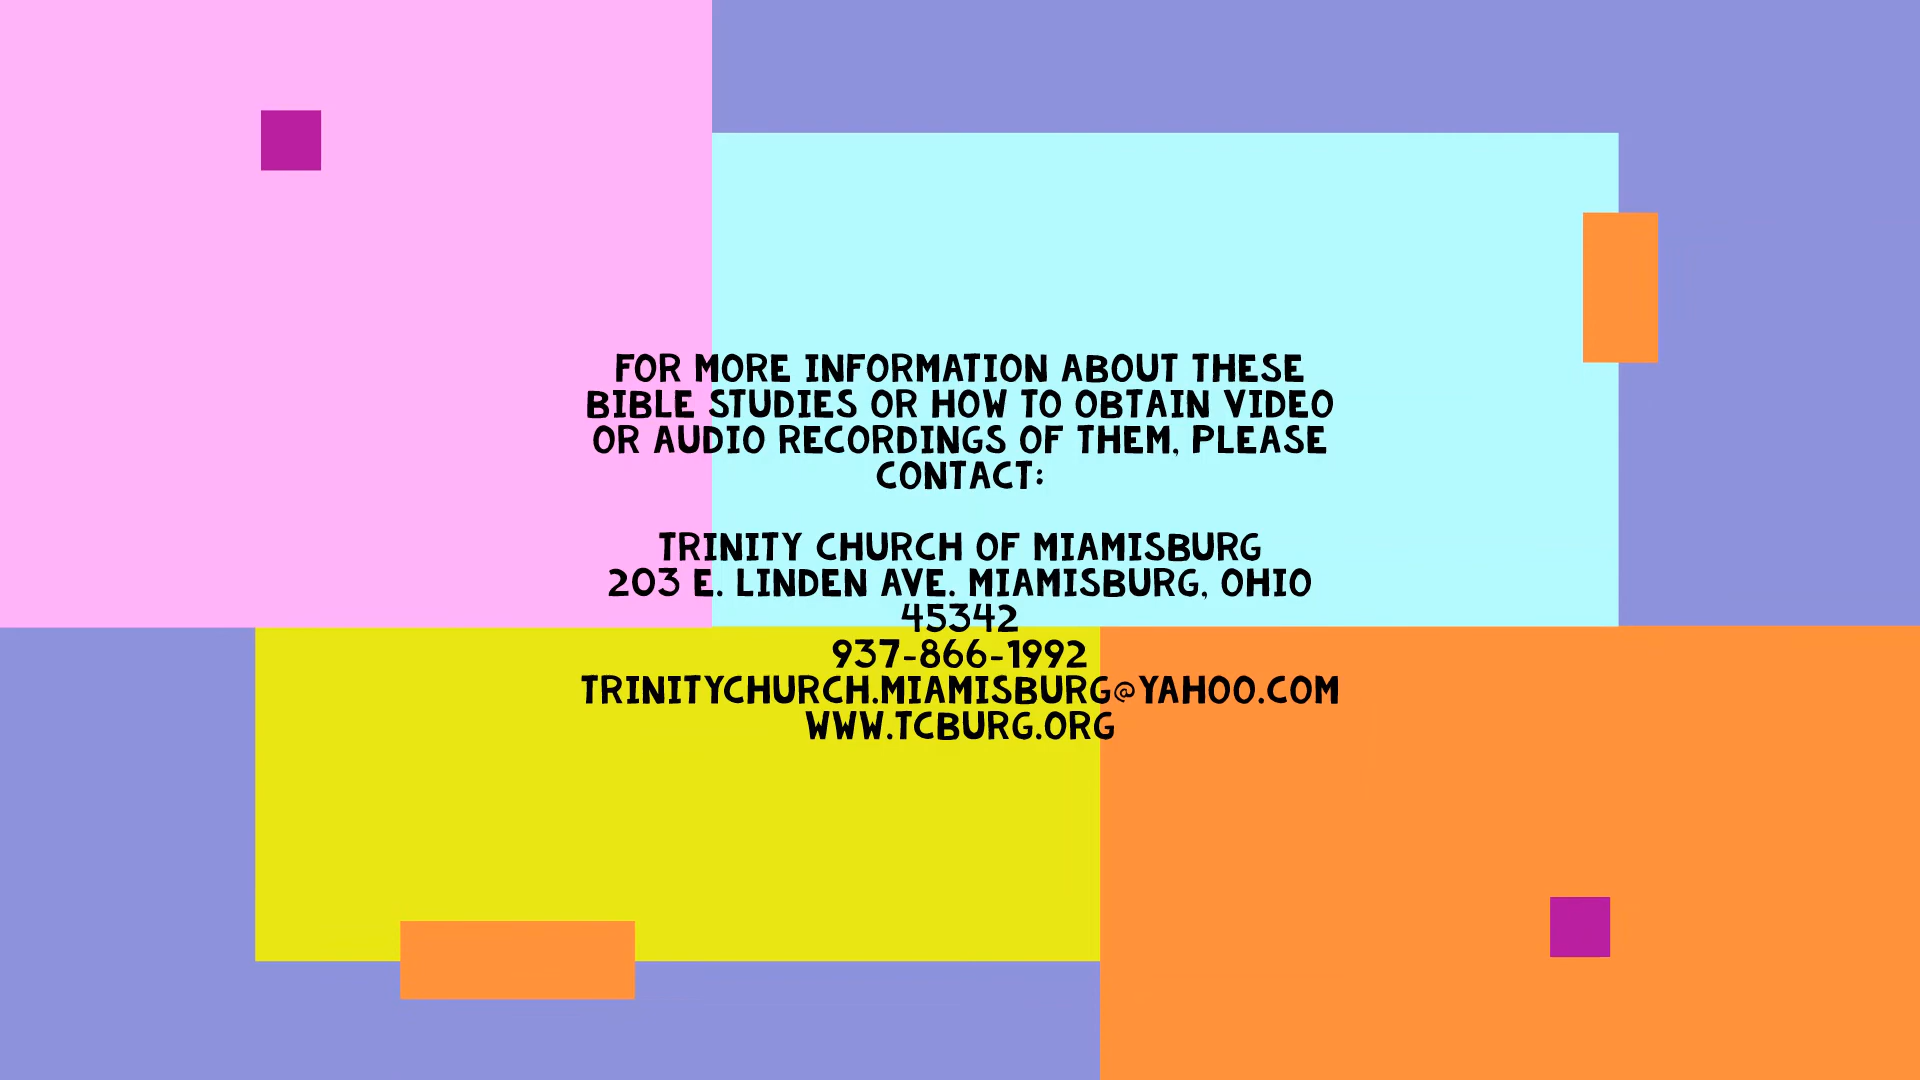 FOR MORE INFORMATION ABOUT THESE
BIBLE STUDIES OR HOW TO OBTAIN VIDEO
OR AUDIO RECORDINGS OF THEM, PLEASE
CONTACT:
TRINITY CHURCH OF MIAMISBURG
203 E. LINDEN AVE. MIAMISBURG, OHIO
45342
937-866-1992
TRINITYCHURCH.MIAMISBURG@YAHOO.COM
WWW.TCBURG.ORG